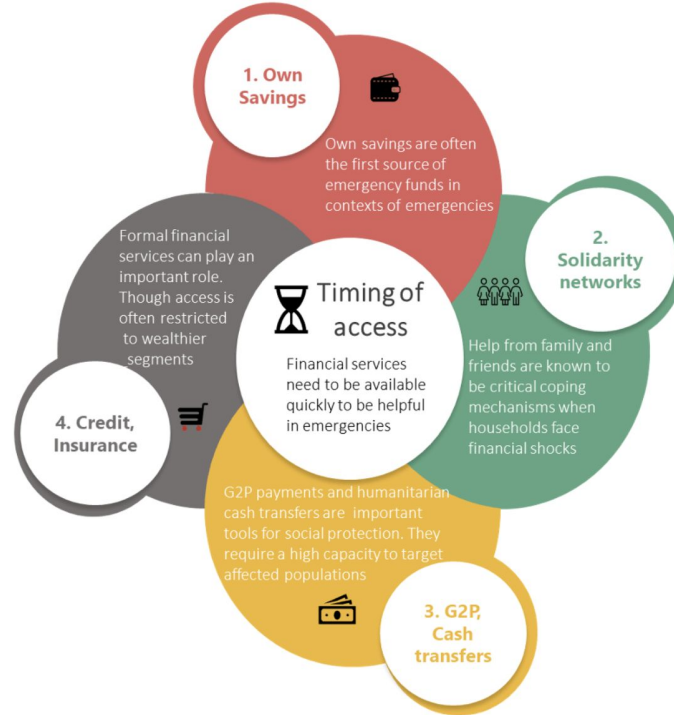 1. Own
Savings
Own savings are often
the first source of
emergency funds in
contexts of emergencies
2.
Solidarity
networks
Help from family and
friends are known to
be critical coping
mechanisms when
households face
financial shocks
Timing of
access
Financial services
need to be available
quickly to be helpful
in emergencies
G2P payments and humanitarian
cash transfers are important
tools for social protection. They
require a high capacity to target
affected populations
3. G2P,
Cash
transfers
Formal financial
services can play an
important role.
Though access is
often restricted
to wealthier
segments
4. Credit,
Insurance